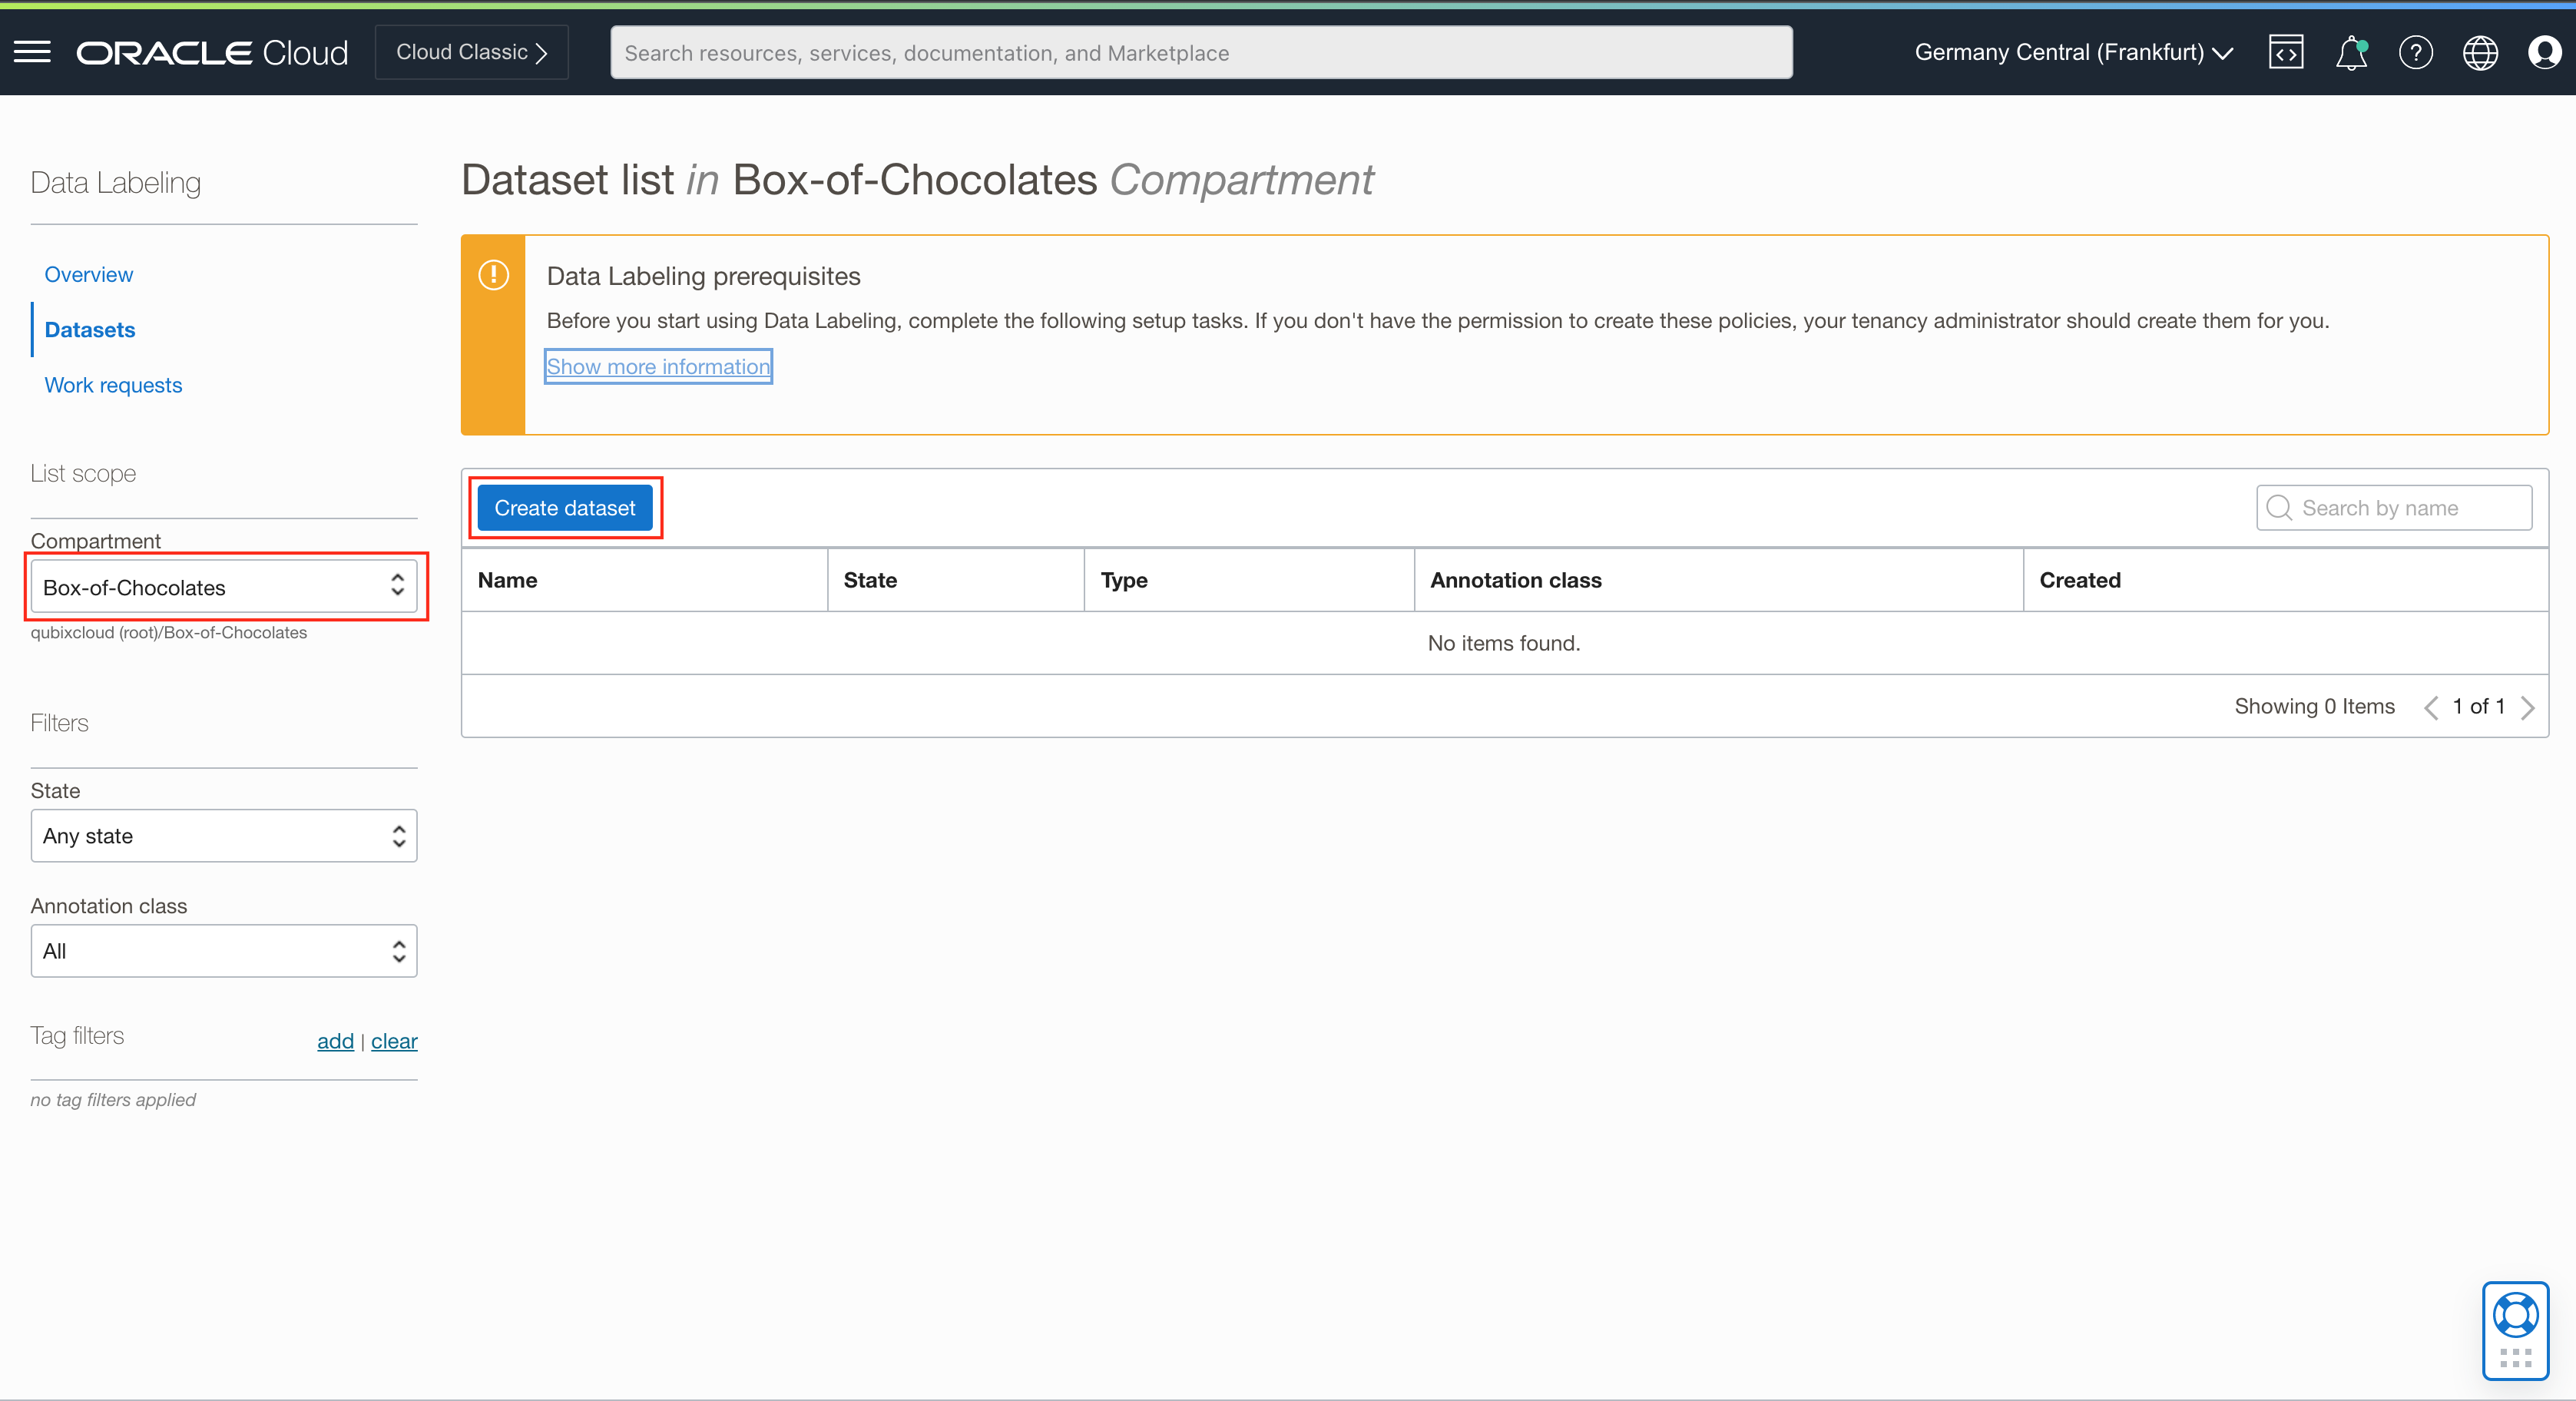 ORACLE Cloud
Cloud Classic
Search resources, services, documentation, and Marketplace
Germany Central (Frankfurt)
Data Labeling
Overview
Datasets
Work requests
List scope
Compartment
Box-of-Chocolates
qubixcloud (root)/Box-of-Chocolates
Filters
State
Any state
Annotation class
All
Tag filters
add | clear
no tag filters applied
Dataset list in Box-of-Chocolates Compartment
Data Labeling prerequisites
Before you start using Data Labeling, complete the following setup tasks. If you don't have the permission to create these policies, your tenancy administrator should create them for you.
Show more information
Create dataset
Search by name
Name State Type Annotation class Created
No items found.
Showing 0 Items 1 of 1